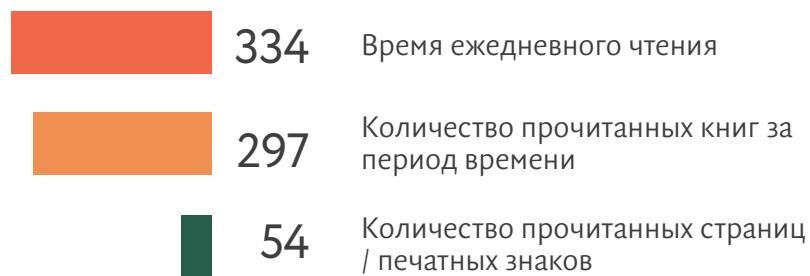 334 Время ежедневного чтения
297 Количество прочитанных книг за
период времени
54 Количество прочитанных страниц
/ печатных знаков